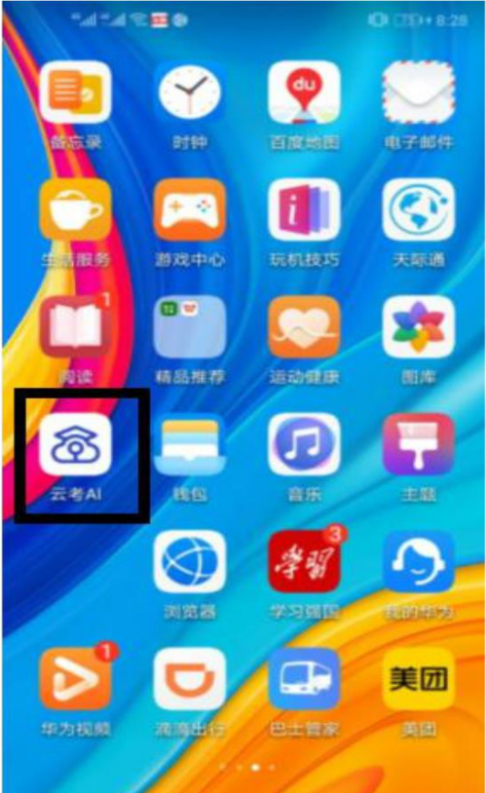 8:28
备忘录
时钟
du
百度地图
电子邮件
生活服务
游戏中心
i
玩机技巧
天际通
1
阅读
精品推荐
运动健康
图库
云考AI
钱包
音乐
主题
浏览器
学習
3
学习强国
我的华为
1
华为视频
滴滴出行
巴士管家
美团
美团